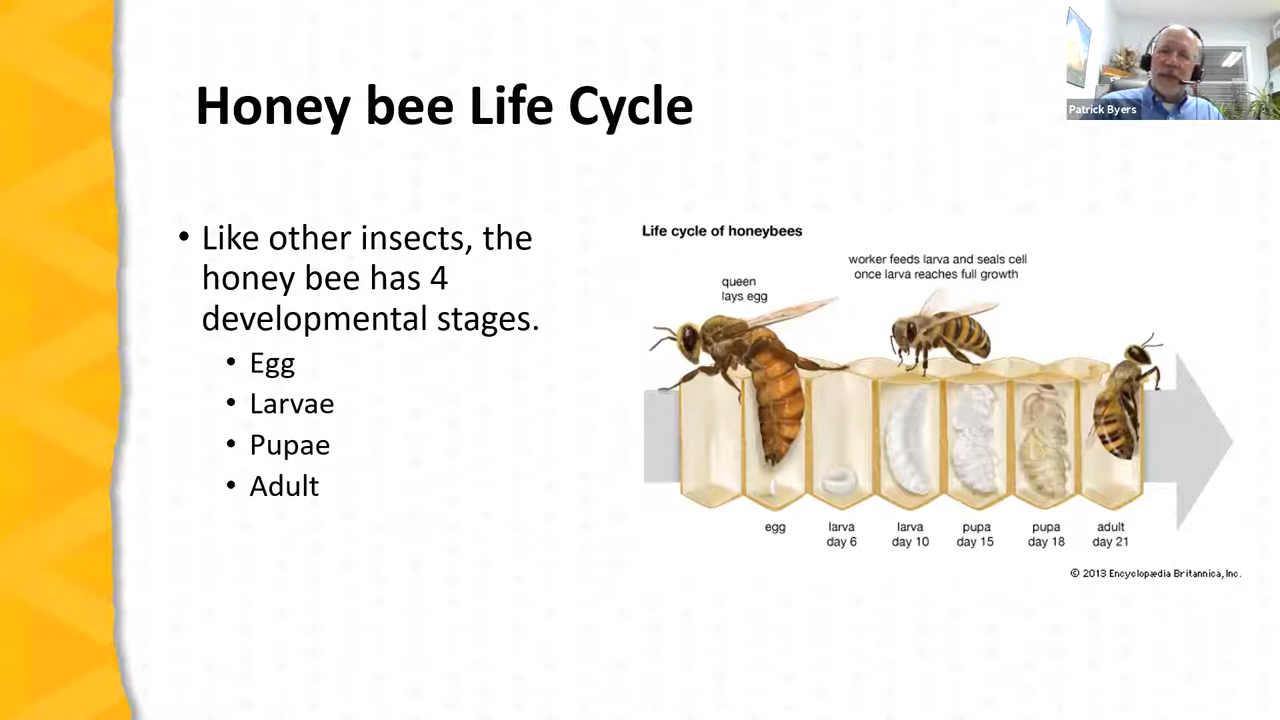 Patrick Byers
Honey bee Life Cycle
• Like other insects, the
honey bee has 4
developmental stages.
• Egg
• Larvae
• Pupae
• Adult
Life cycle of honeybees
queen
lays egg
worker feeds larva and seals cell
once larva reaches full growth
egg
larva
day 6
larva
day 10
pupa
day 15
pupa
day 18
adult
day 21
© 2013 Encyclopædia Britannica, Inc.